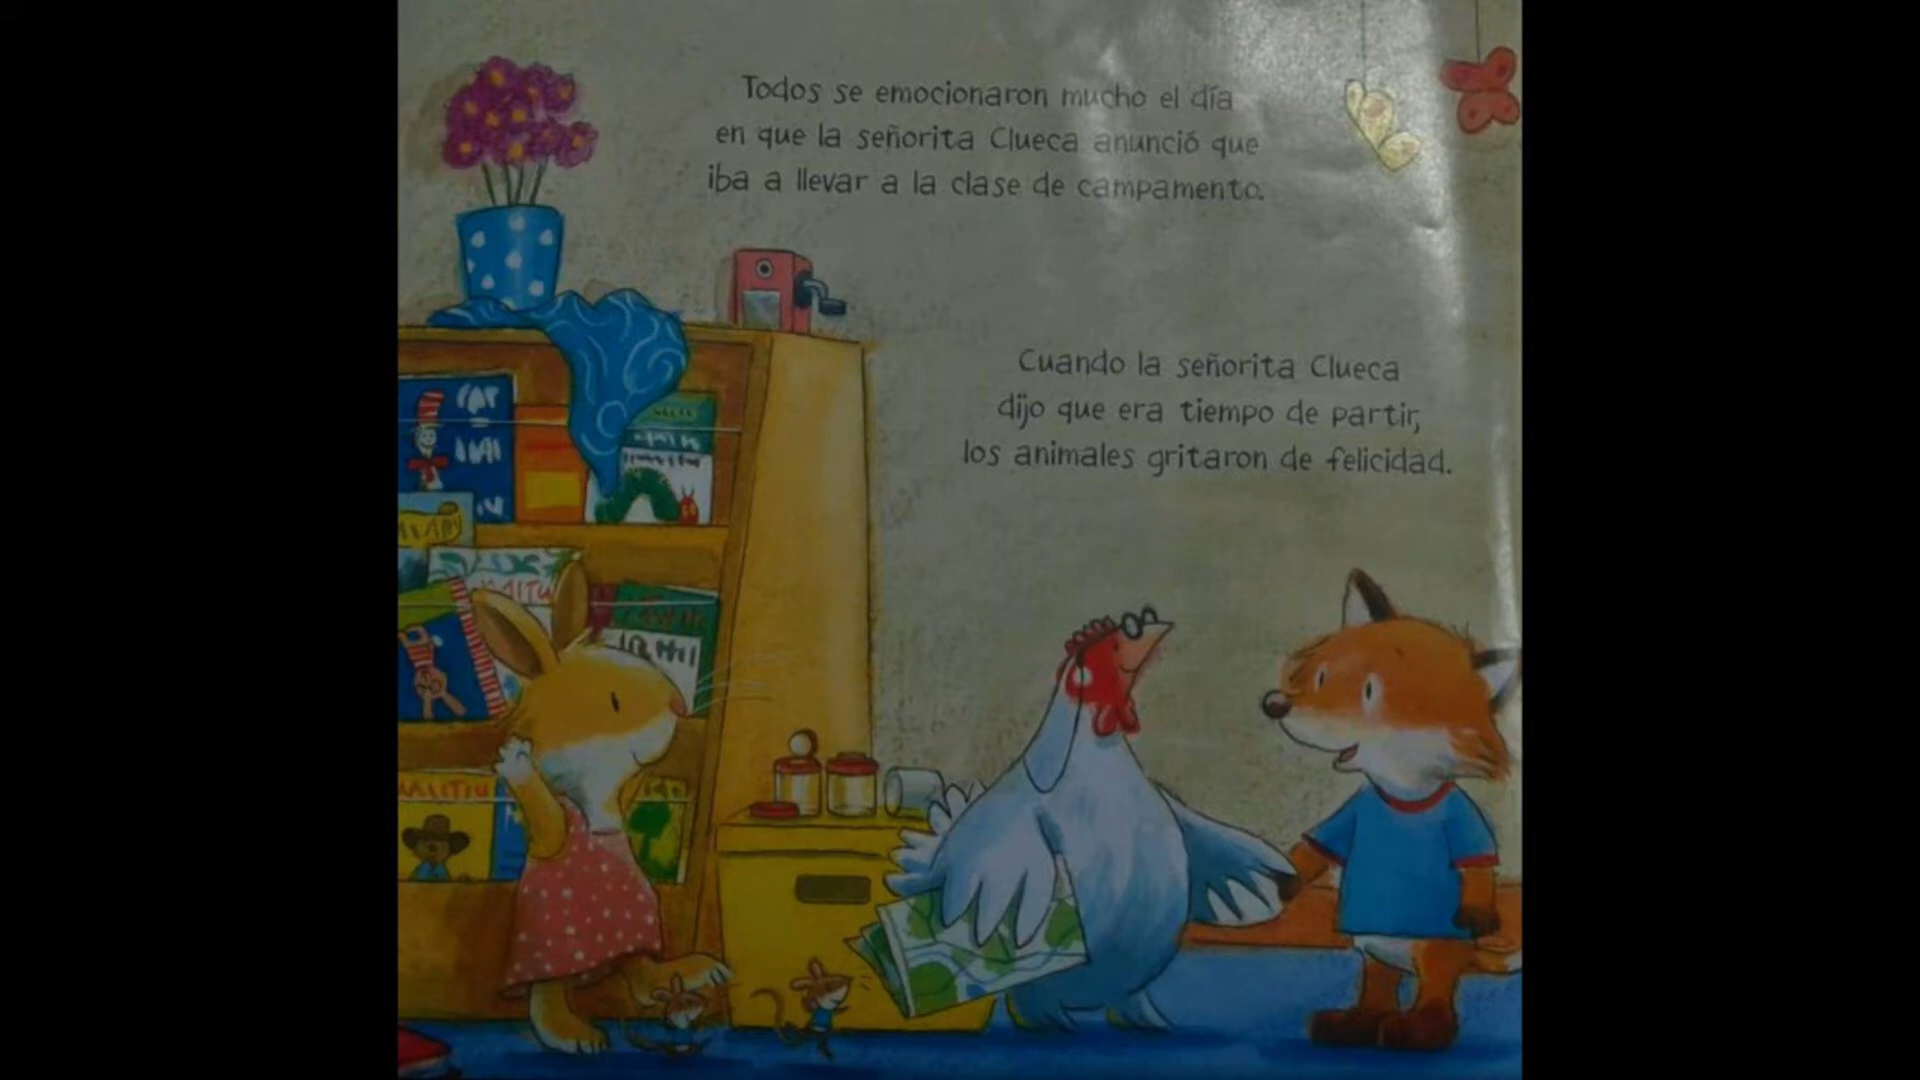 Todos se emocionaron mucho el día
en que la señorita Clueca anunció que
iba a llevar a la clase de campamento.
Cuando la señorita Clueca
dijo que era tiempo de partir,
los animales gritaron de felicidad.